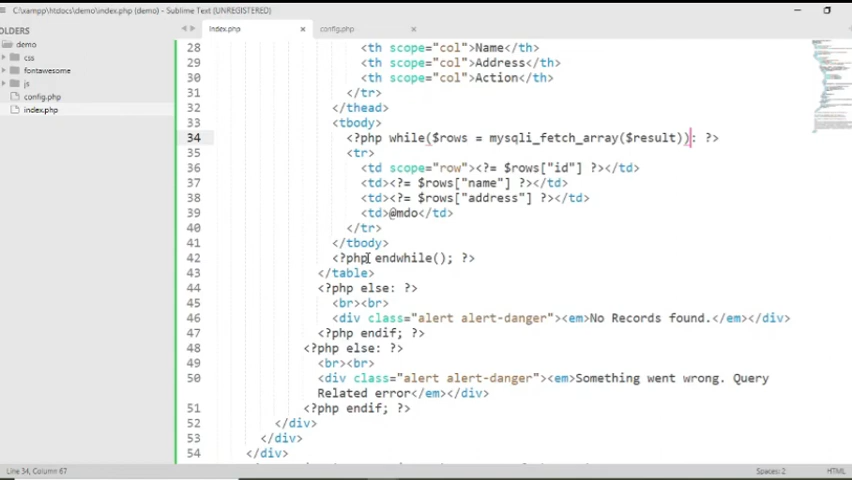 C:\xampp\htdocs\demo\index.php (demo) - Sublime Text (UNREGISTERED)
OLDERS
demo
css
fontawesome
js
config.php
index.php
index.php × config.php ×
28 <th scope="col">Name</th>
29 <th scope="col">Address</th>
30 <th scope="col">Action</th>
31 </tr>
32 </thead>
33 <tbody>
34 <?php while($rows = mysqli_fetch_array($result)): ?>
35 <tr>
36 <td scope="row"><?= $rows["id"] ?></td>
37 <td><?= $rows["name"] ?></td>
38 <td><?= $rows["address"] ?></td>
39 <td>@mdo</td>
40 </tr>
41 </tbody>
42 <?php endwhile(); ?>
43 </table>
44 <?php else: ?>
45 <br><br>
46 <div class="alert alert-danger"><em>No Records found.</em></div>
47 <?php endif; ?>
48 <?php else: ?>
49 <br><br>
50 <div class="alert alert-danger"><em>Something went wrong. Query
Related error</em></div>
51 <?php endif; ?>
52 </div>
53 </div>
54 </div>
Line 34, Column 67 Spaces: 2 HTML